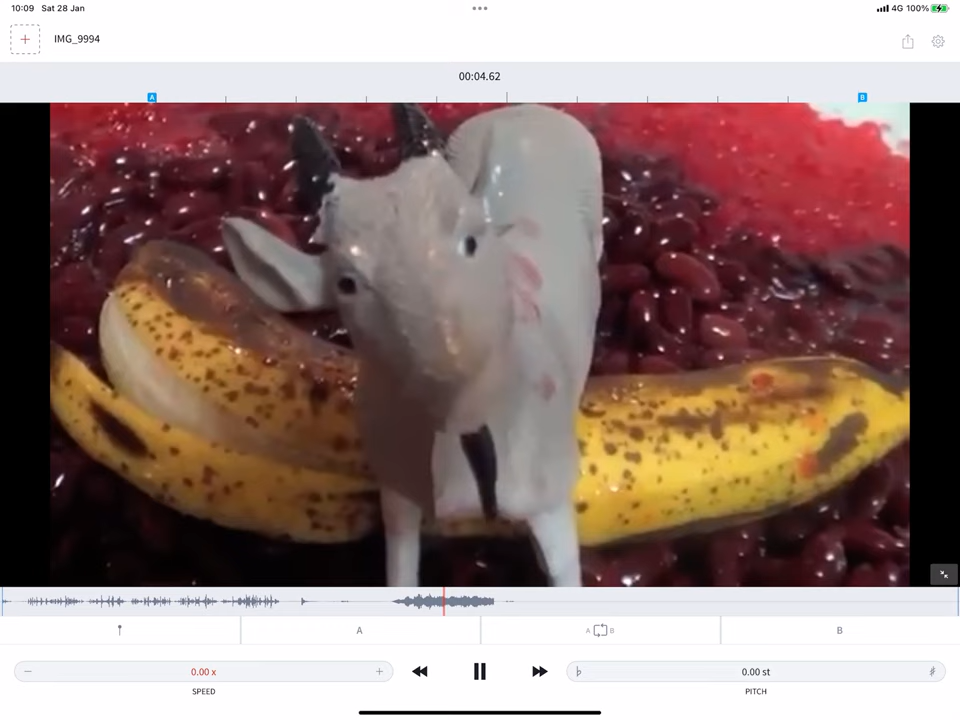 10:09 Sat 28 Jan
4G 100%
IMG_9994
00:04.62
A
B
A
A B
B
− 0.00 x +
♭ 0.00 st ♯
SPEED
PITCH